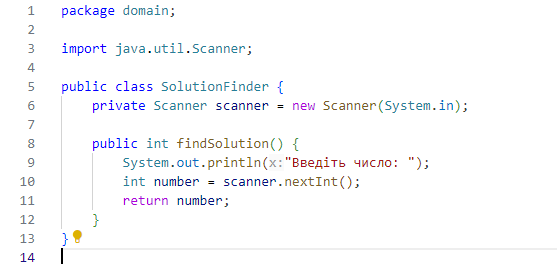 1 package domain;
2
3 import java.util.Scanner;
4
5 public class SolutionFinder {
6     private Scanner scanner = new Scanner(System.in);
7
8     public int findSolution() {
9         System.out.println(x:"Введіть число: ");
10         int number = scanner.nextInt();
11         return number;
12     }
13 }
14